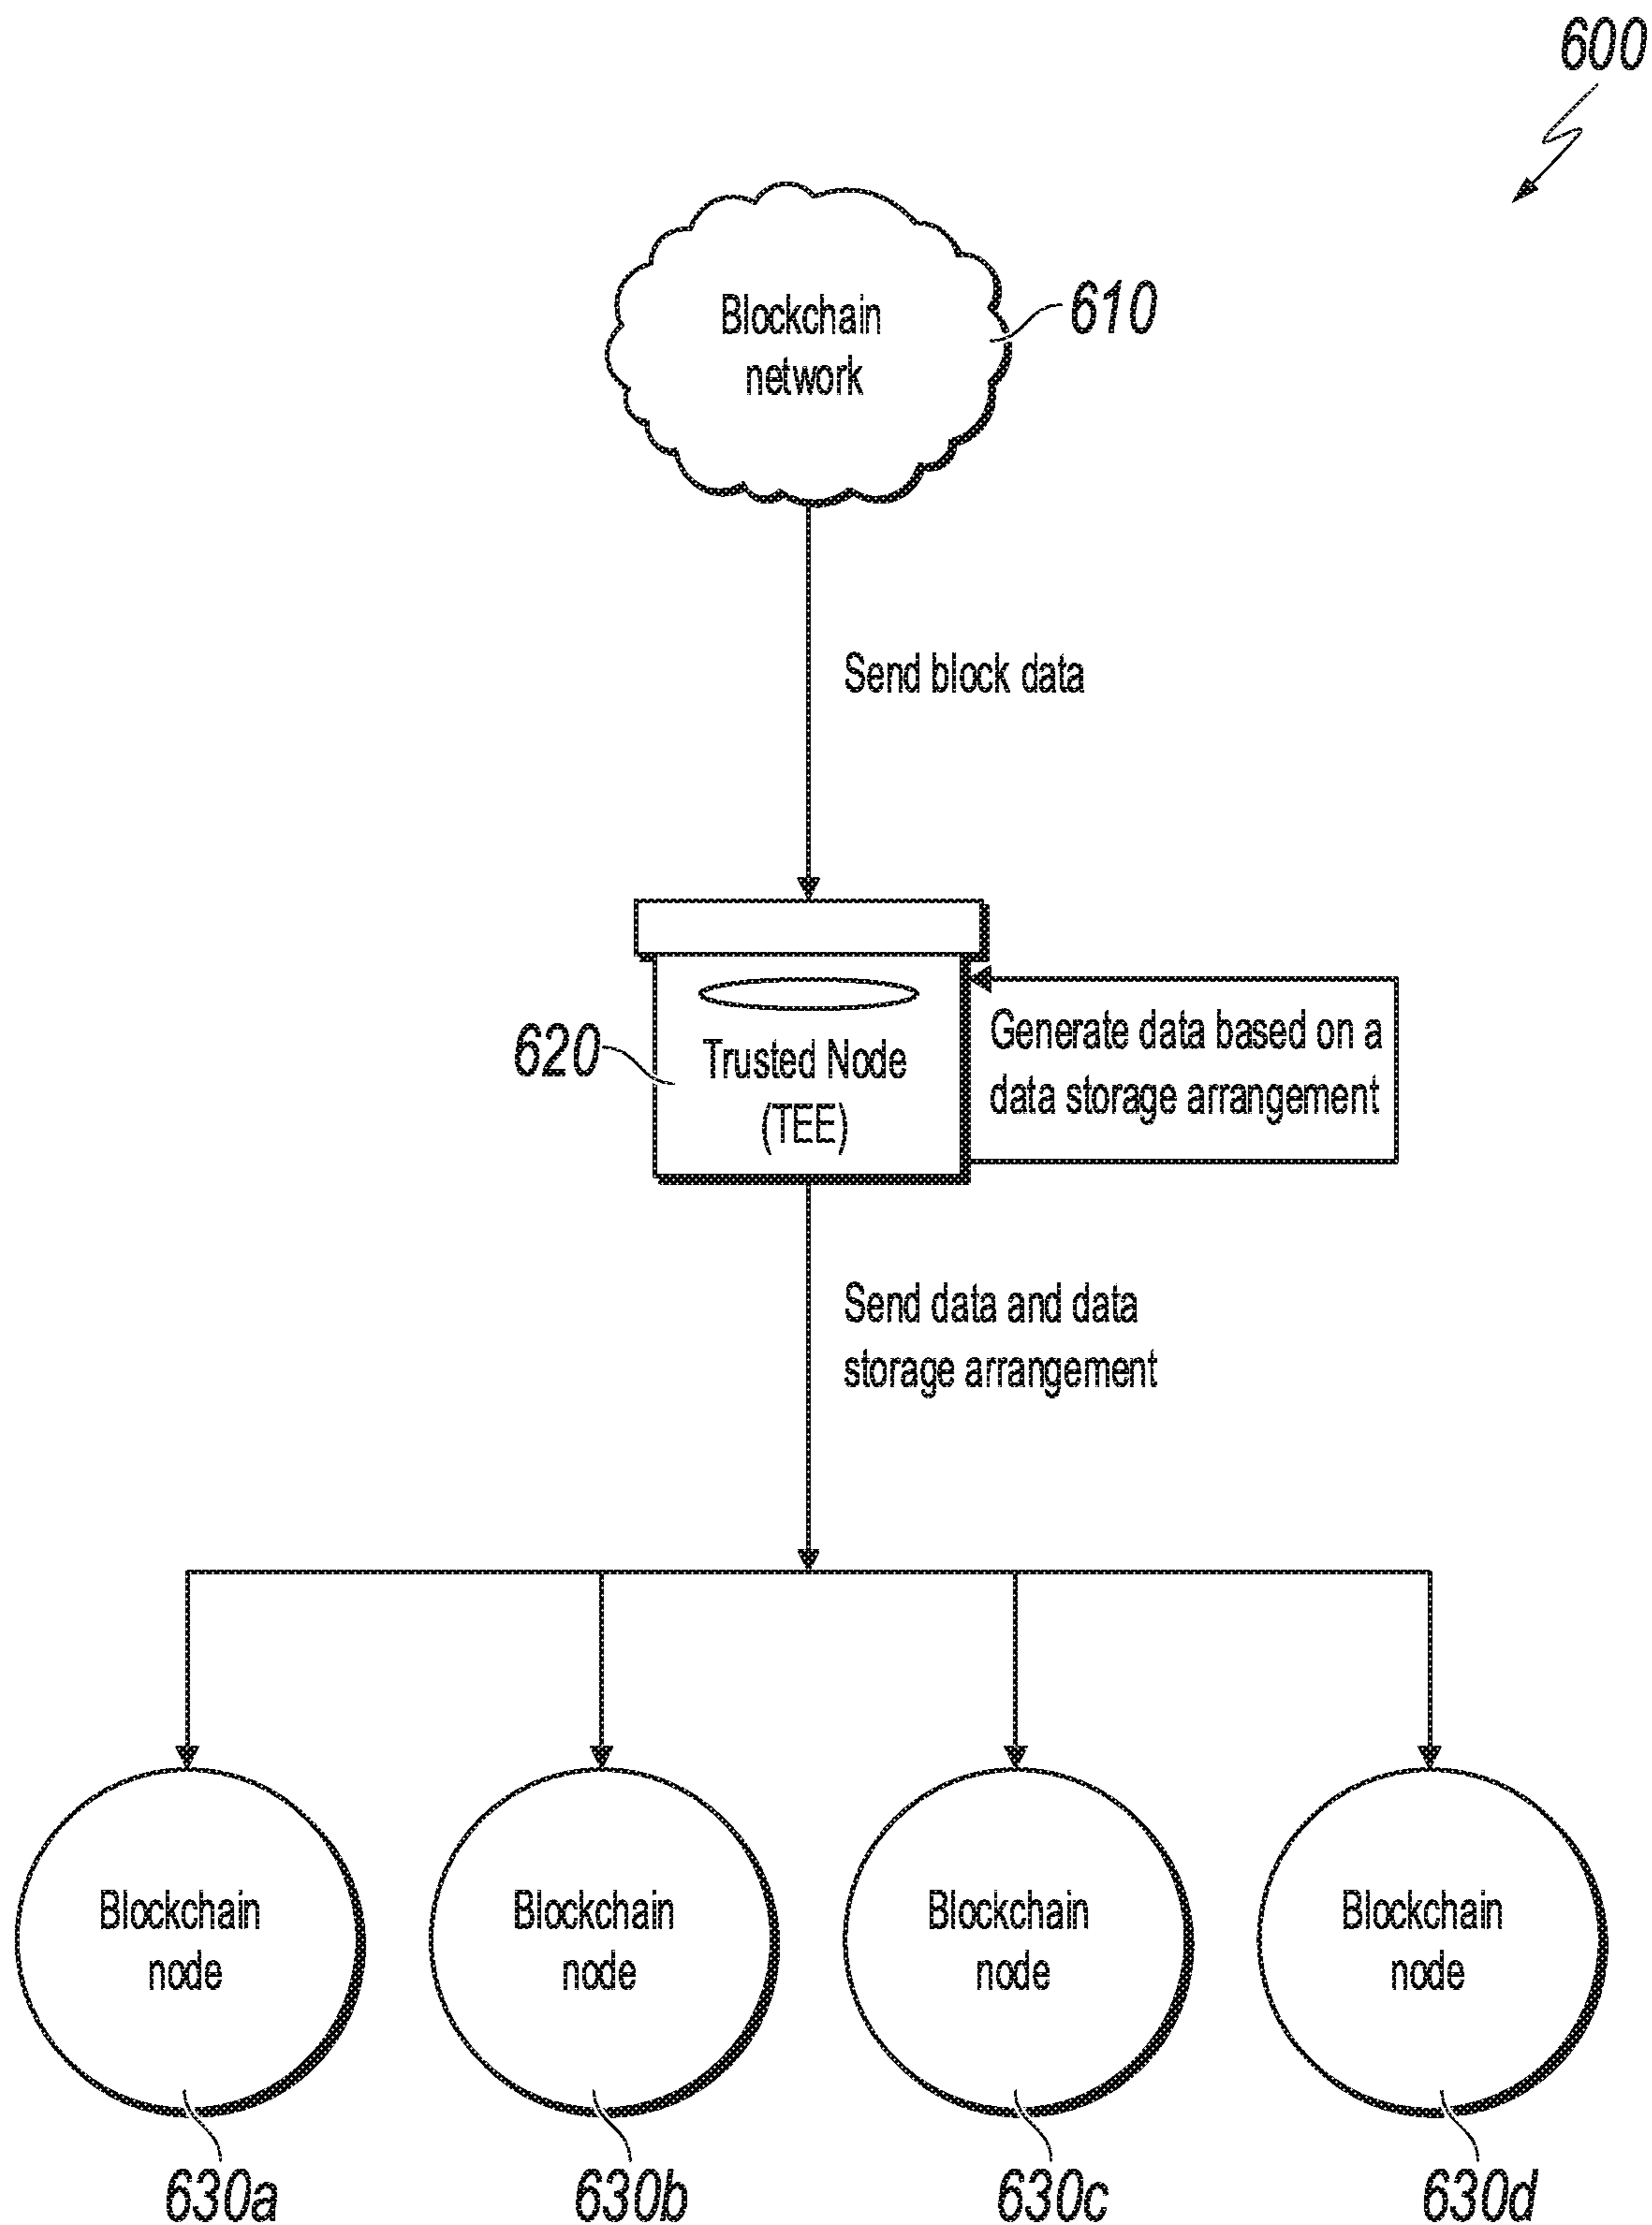 600
Blockchain
network
610
Send block data
620
Trusted Node
(TEE)
Generate data based on a
data storage arrangement
Send data and data
storage arrangement
Blockchain
node
Blockchain
node
Blockchain
node
Blockchain
node
630a
630b
630c
630d